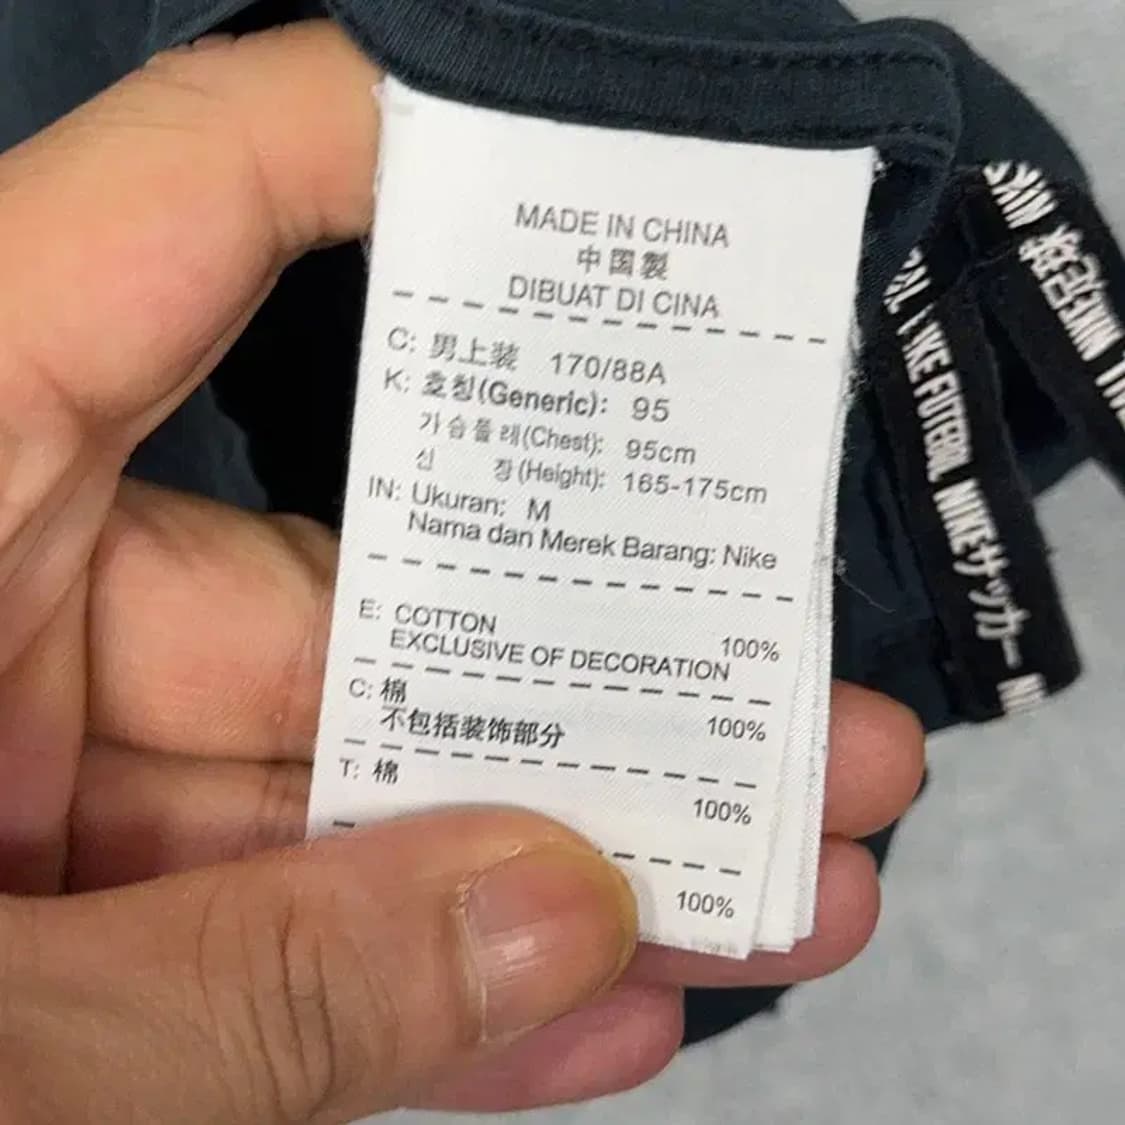 MADE IN CHINA
中国製
DIBUAT DI CINA
C: 男上装 170/88A
K: 호칭(Generic): 95
가슴둘레(Chest): 95cm
신 장(Height): 165-175cm
IN: Ukuran: M
Nama dan Merek Barang: Nike
E: COTTON 100%
EXCLUSIVE OF DECORATION
C: 棉 100%
不包括装饰部分
T: 棉 100%
100%
NIKE FUTEBOL NIKEサッカー